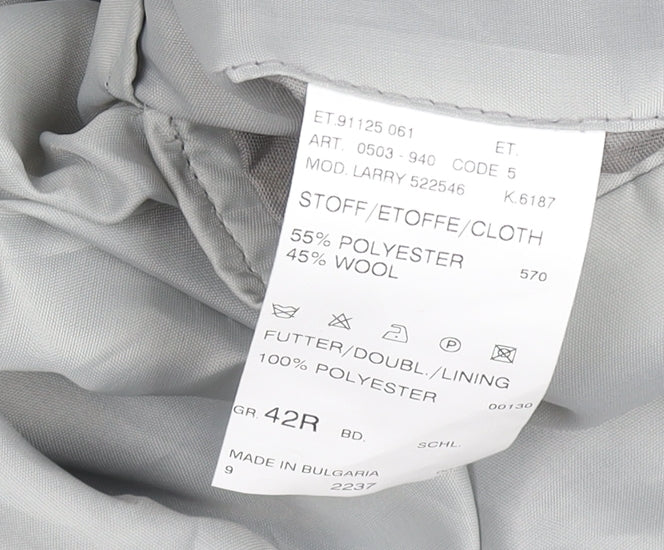 ET.91125 061 ET.
ART. 0503 - 940 CODE 5
MOD. LARRY 522546 K.6187
STOFF/ETOFFE/CLOTH
55% POLYESTER
45% WOOL 570
P
FUTTER/DOUBL./LINING
100% POLYESTER
00130
GR. 42R BD. SCHL.
MADE IN BULGARIA
9 2237